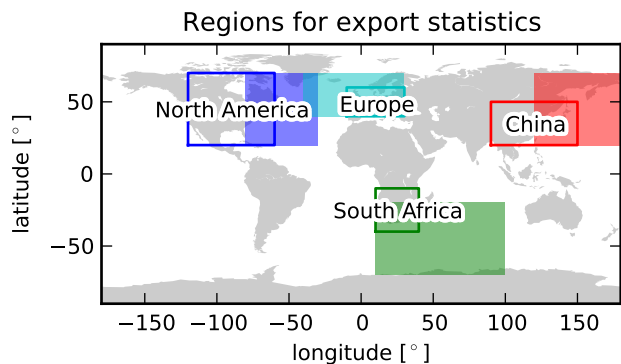 Regions for export statistics
North America
Europe
China
South Africa
latitude [°]
50
0
−50
−150
−100
−50
0
50
100
150
longitude [°]